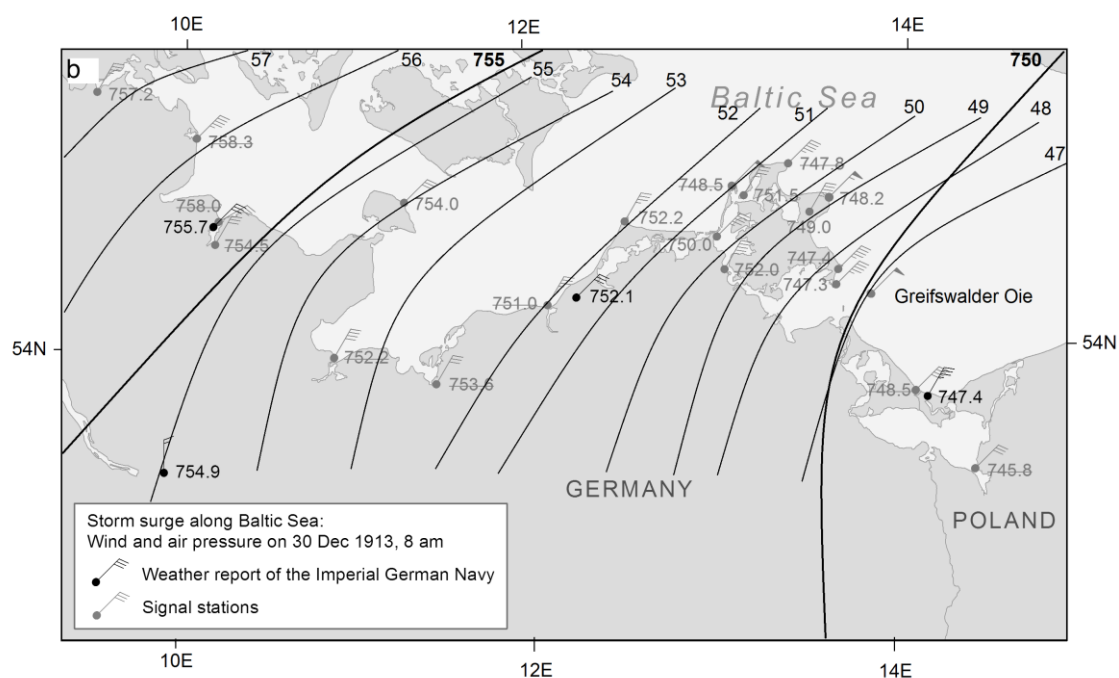 10E 12E 14E
b
57 56 755 55 54 53 750
Baltic Sea
52 51 50 49 48 47
757.2
758.3
748.5 747.8
751.5
758.0 754.0 748.2
755.7 752.2 749.0
754.5 750.0
747.4
752.0
747.3
751.0 752.1 Greifswalder Oie
54N 54N
752.2
753.6 748.5
747.4
754.9 745.8
GERMANY
POLAND
Storm surge along Baltic Sea:
Wind and air pressure on 30 Dec 1913, 8 am
Weather report of the Imperial German Navy
Signal stations
10E 12E 14E